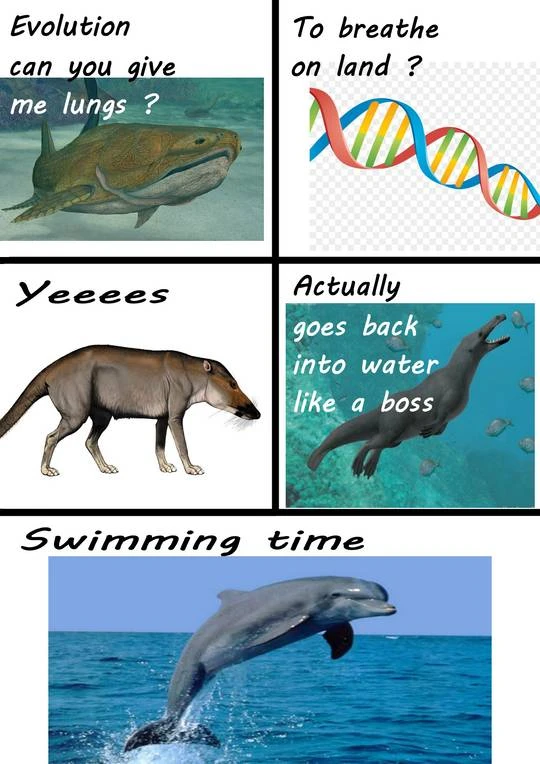 Evolution
can you give
me lungs ?
To breathe
on land ?
Yeeees
Actually
goes back
into water
like a boss
Swimming time